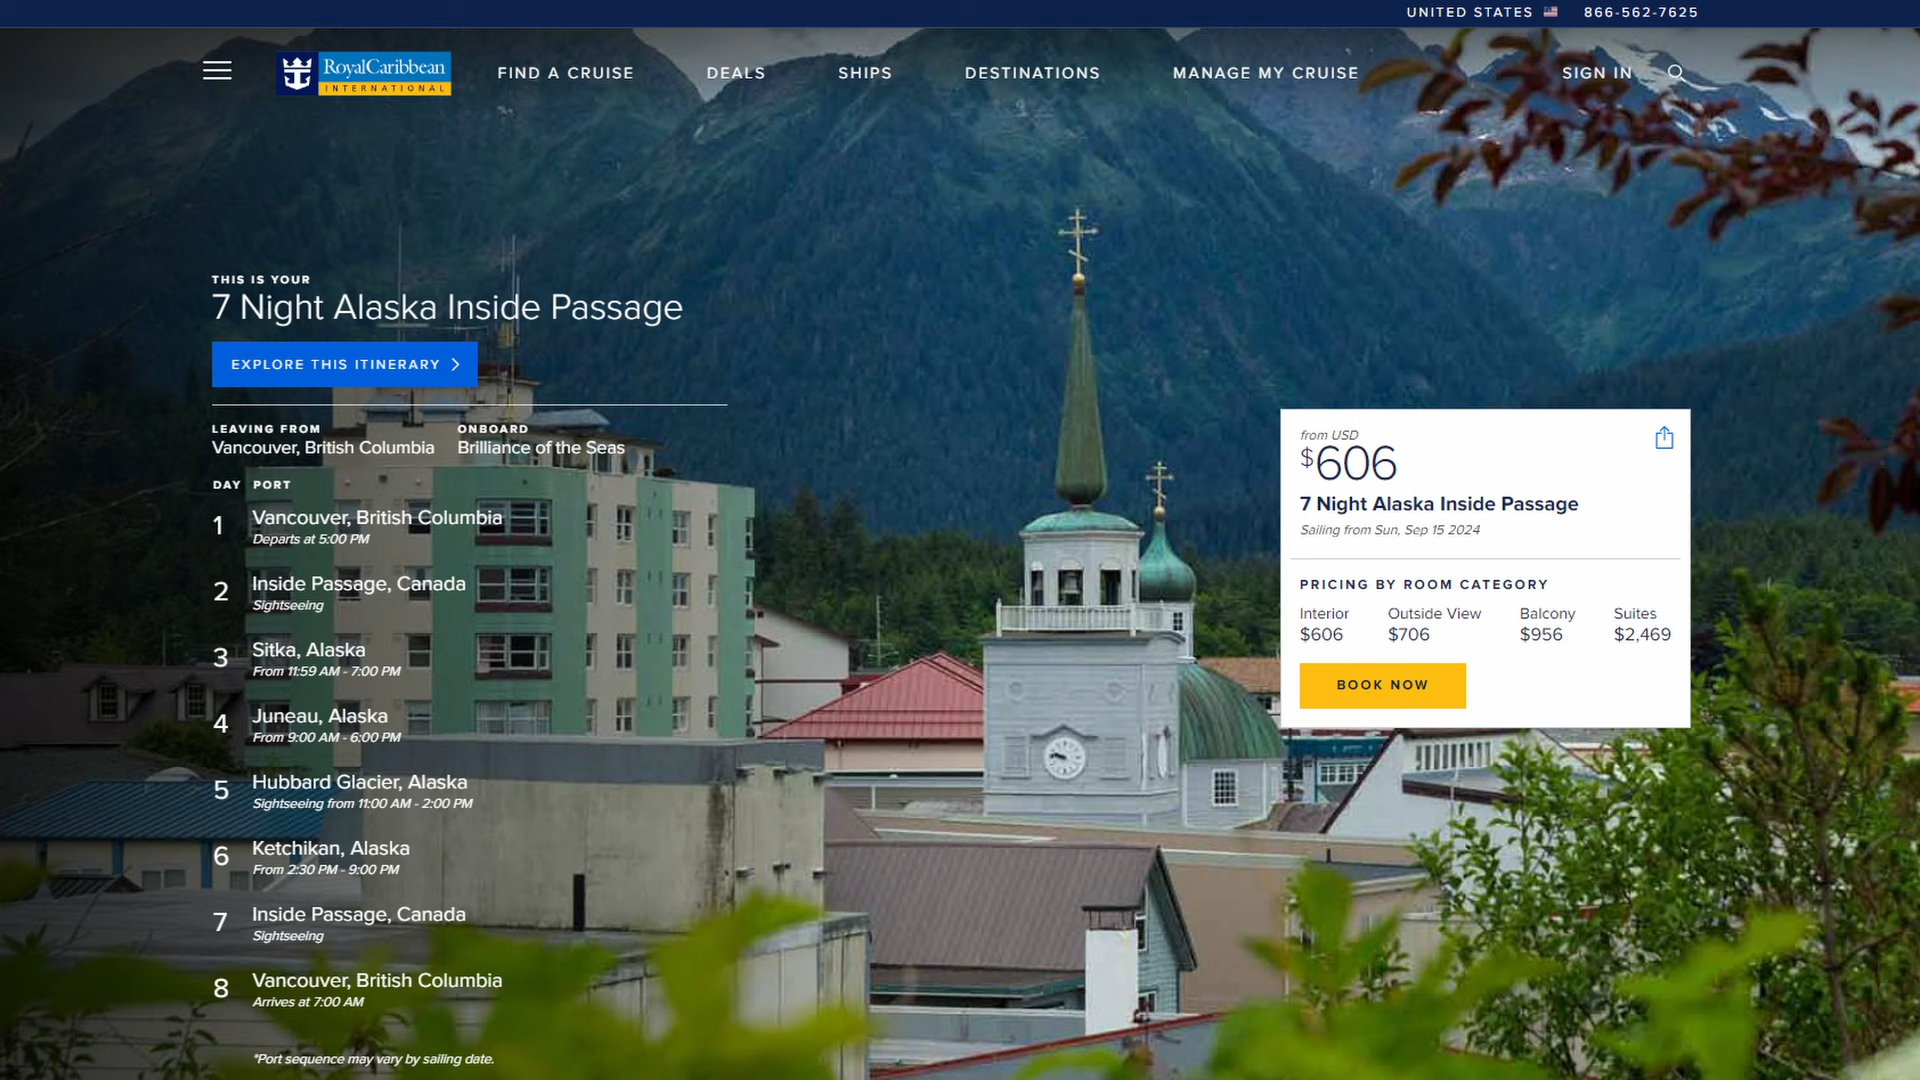 UNITED STATES 866-562-7625
RoyalCaribbean
INTERNATIONAL
FIND A CRUISE DEALS SHIPS DESTINATIONS MANAGE MY CRUISE SIGN IN
THIS IS YOUR
7 Night Alaska Inside Passage
EXPLORE THIS ITINERARY
LEAVING FROM ONBOARD
Vancouver, British Columbia Brilliance of the Seas
DAY PORT
1 Vancouver, British Columbia
Departs at 5:00 PM
2 Inside Passage, Canada
Sightseeing
3 Sitka, Alaska
From 11:59 AM - 7:00 PM
4 Juneau, Alaska
From 9:00 AM - 6:00 PM
5 Hubbard Glacier, Alaska
Sightseeing from 11:00 AM - 2:00 PM
6 Ketchikan, Alaska
From 2:30 PM - 9:00 PM
7 Inside Passage, Canada
Sightseeing
8 Vancouver, British Columbia
Arrives at 7:00 AM
*Port sequence may vary by sailing date.
from USD
$606
7 Night Alaska Inside Passage
Sailing from Sun, Sep 15 2024
PRICING BY ROOM CATEGORY
Interior Outside View Balcony Suites
$606 $706 $956 $2,469
BOOK NOW